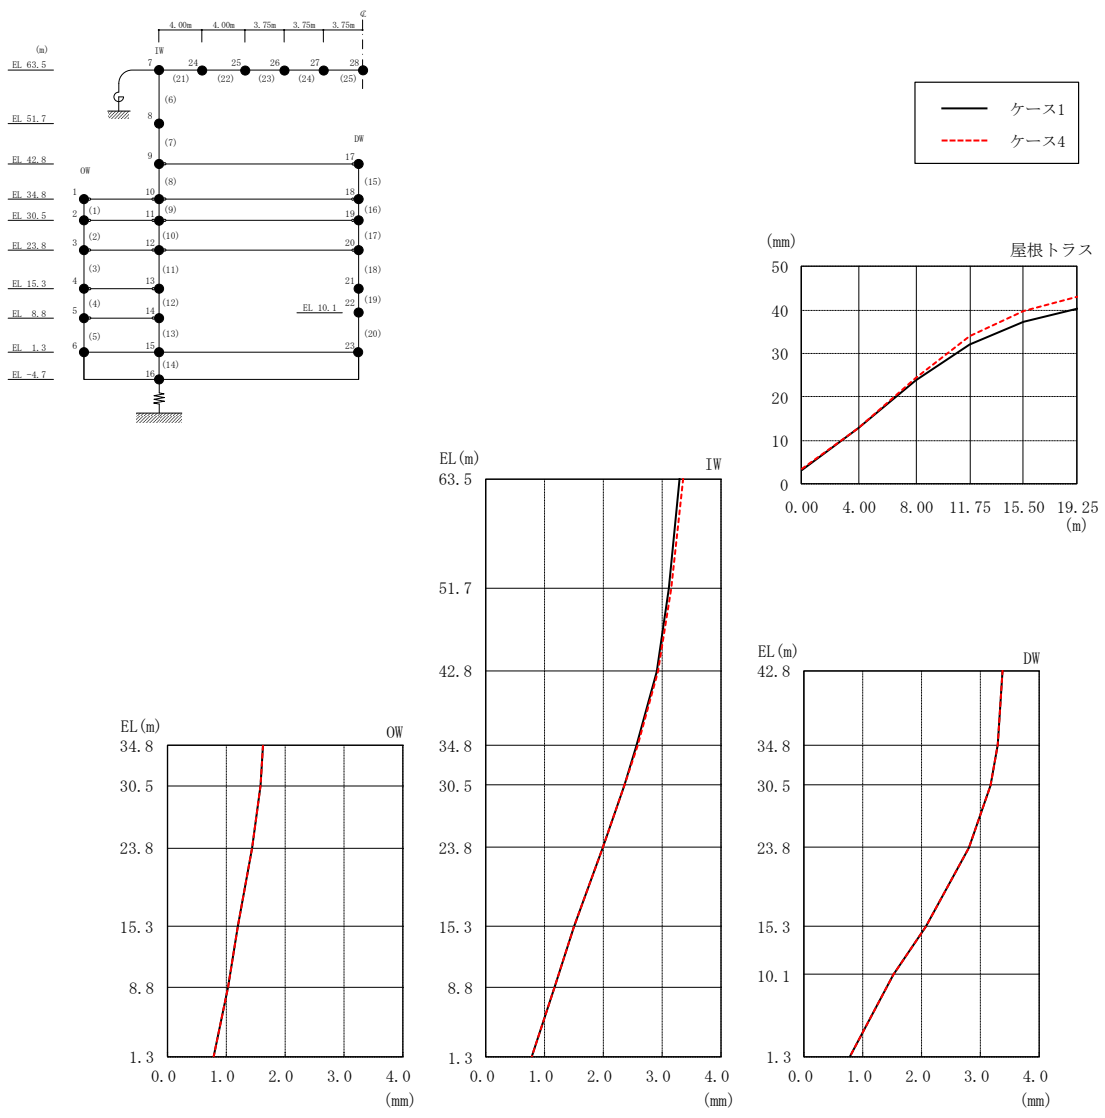 4.00m 4.00m 3.75m 3.75m 3.75m ℄
(m) IW
EL 63.5 7 24 25 26 27 28
(21) (22) (23) (24) (25)
(6)
EL 51.7 8
(7) DW
EL 42.8 9 17
OW (8) (15)
EL 34.8 1 10 18
(1) (9) (16)
EL 30.5 2 11 19
(2) (10) (17)
EL 23.8 3 12 20
(3) (11) (18)
EL 15.3 4 13 21
(4) (12) EL 10.1 22 (19)
EL 8.8 5 14
(5) (13) (20)
EL 1.3 6 15 23
(14)
EL -4.7 16
ケース1
ケース4
(mm) 屋根トラス
50
40
30
20
10
0
0.00 4.00 8.00 11.75 15.50 19.25
(m)
EL(m) IW
63.5
51.7
42.8
34.8
30.5
23.8
15.3
8.8
1.3
0.0 1.0 2.0 3.0 4.0
(mm)
EL(m) OW
34.8
30.5
23.8
15.3
8.8
1.3
0.0 1.0 2.0 3.0 4.0
(mm)
EL(m) DW
42.8
34.8
30.5
23.8
15.3
10.1
1.3
0.0 1.0 2.0 3.0 4.0
(mm)